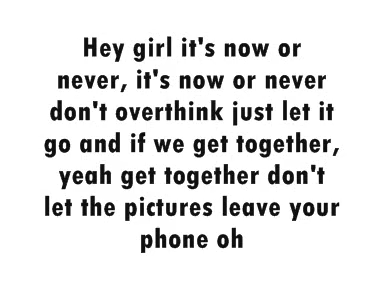 Hey girl it's now or
never, it's now or never
don't overthink just let it
go and if we get together,
yeah get together don't
let the pictures leave your
phone oh